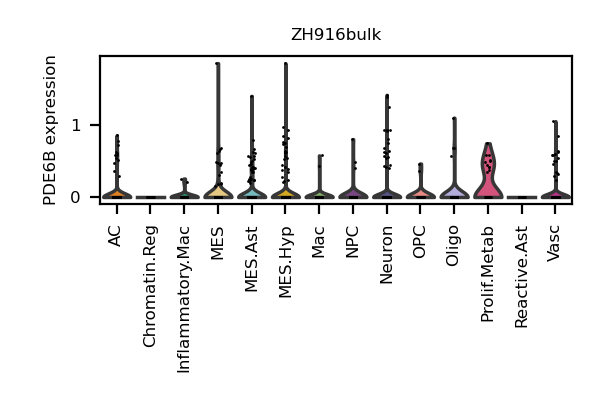 ZH916bulk
PDE6B expression
1
0
AC
Chromatin.Reg
Inflammatory.Mac
MES
MES.Ast
MES.Hyp
Mac
NPC
Neuron
OPC
Oligo
Prolif.Metab
Reactive.Ast
Vasc